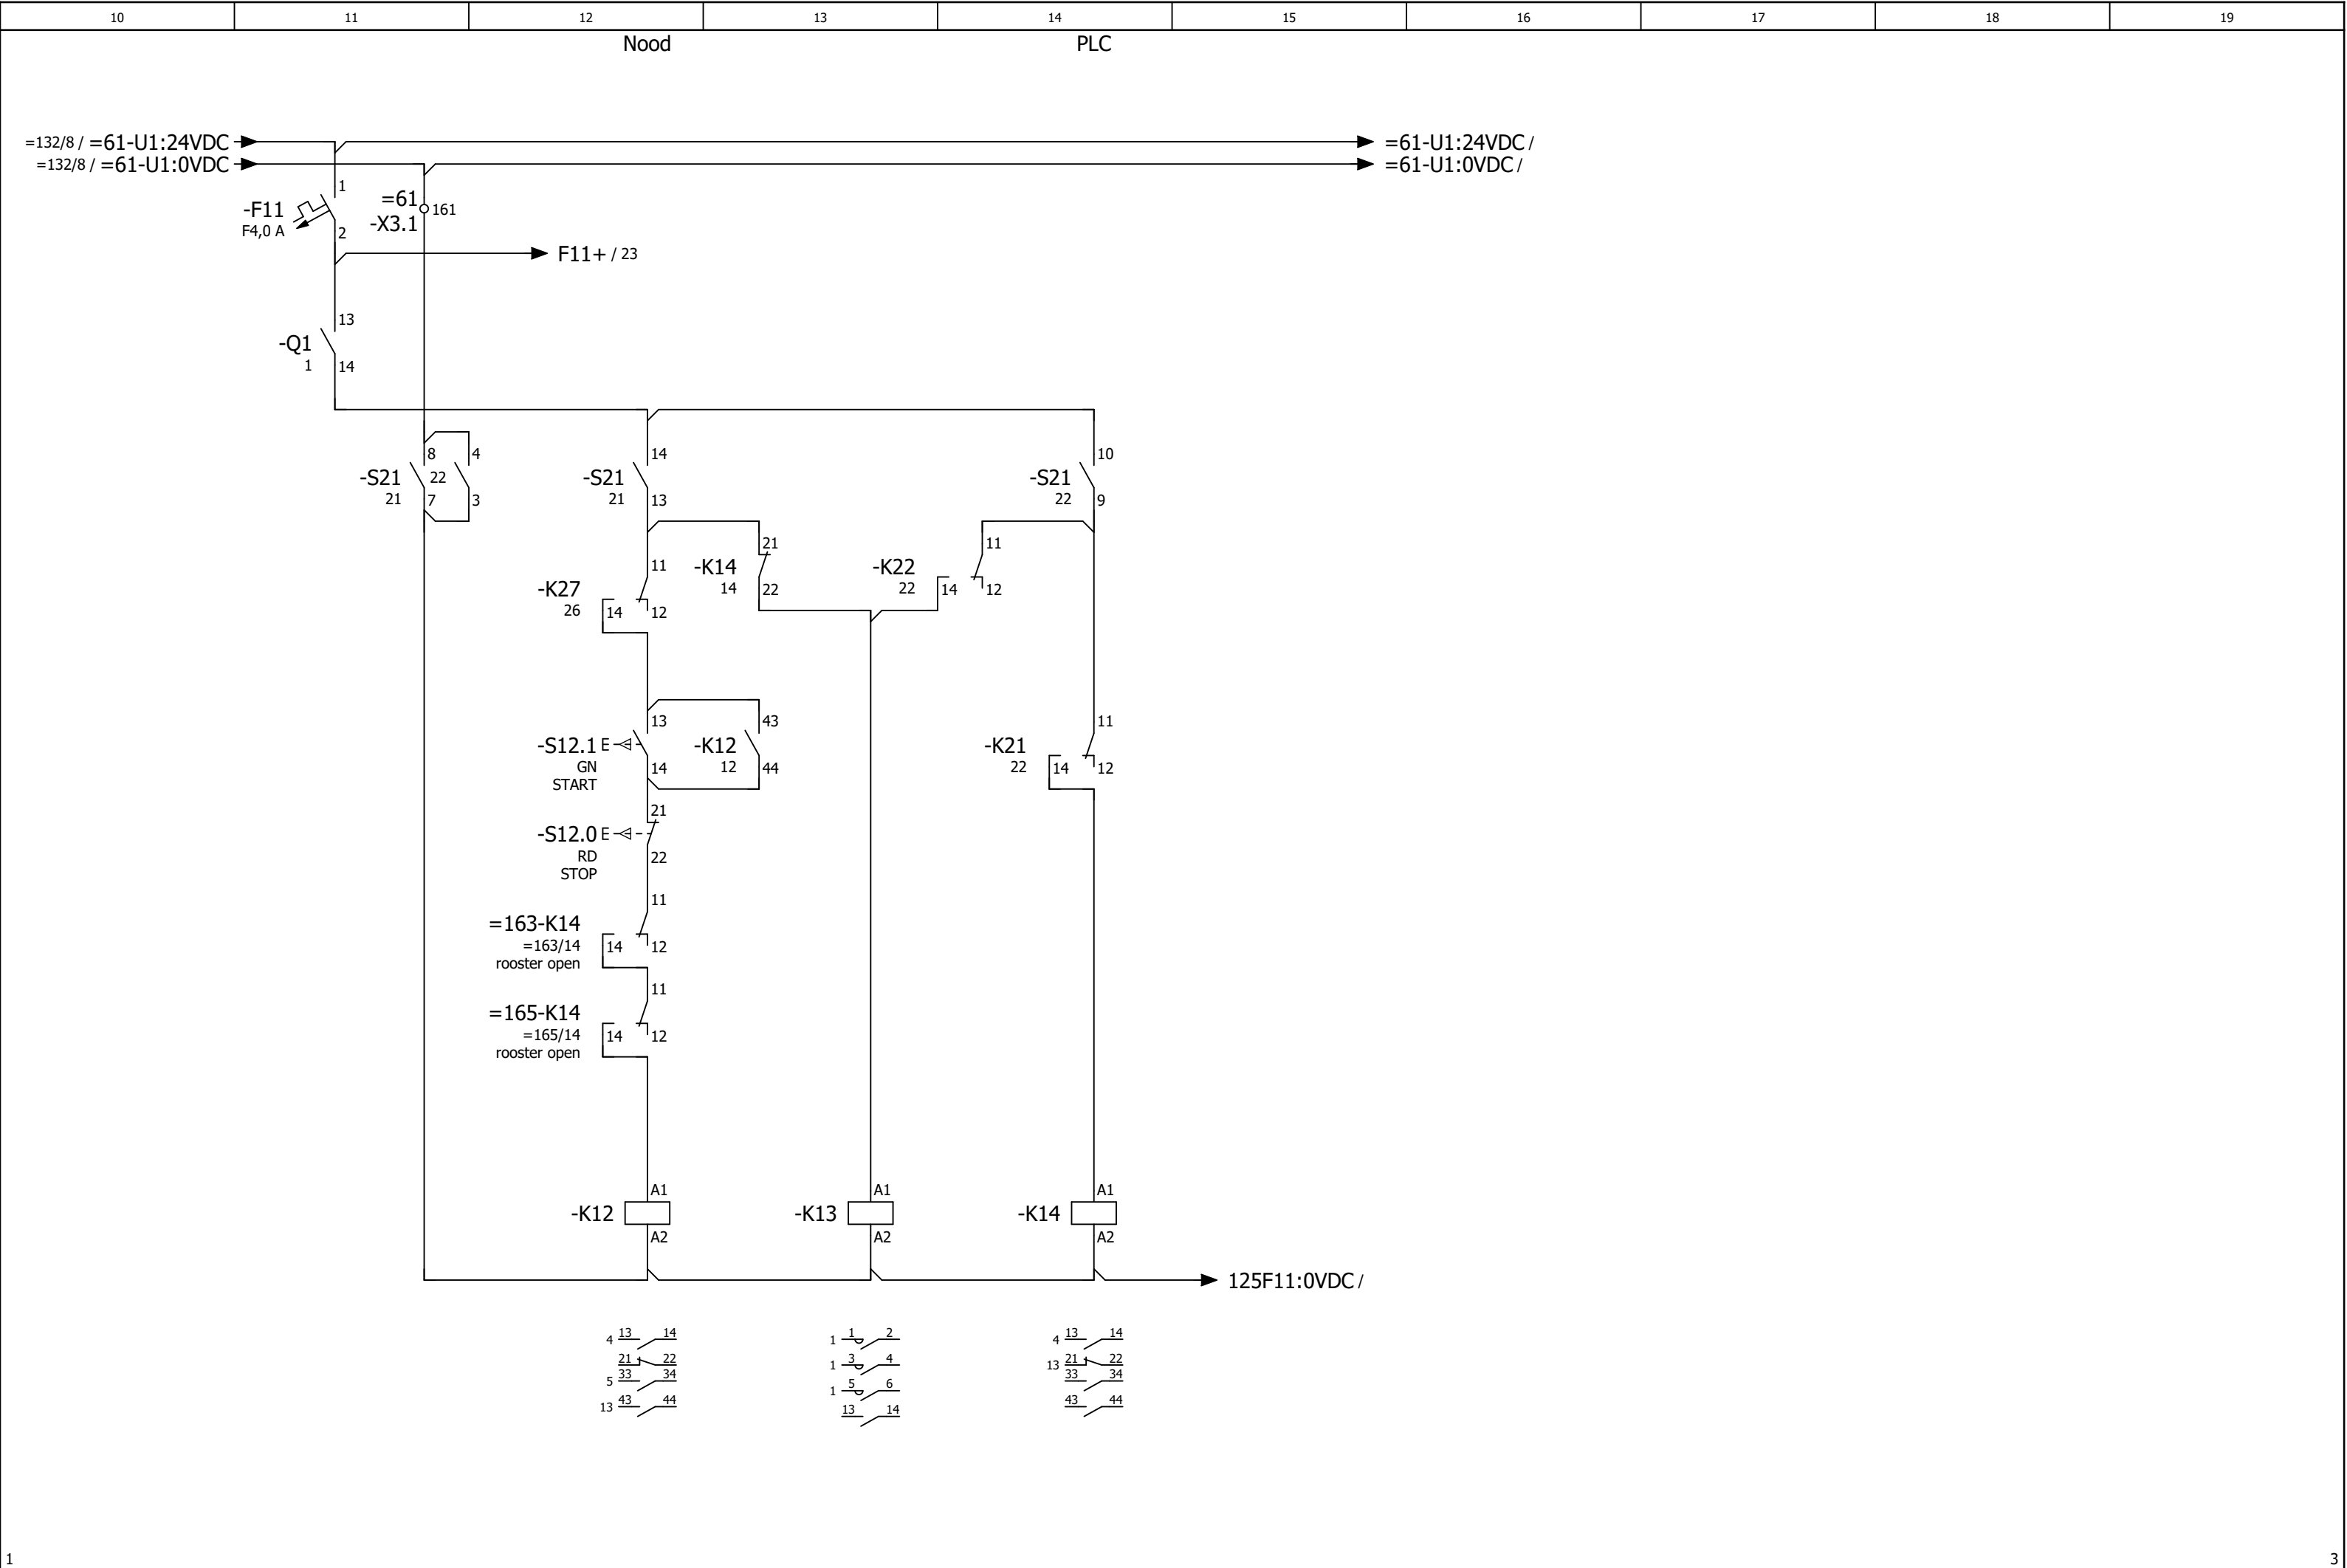 10 11 12 13 14 15 16 17 18 19
Nood PLC
=132/8 / =61-U1:24VDC =61-U1:24VDC /
=132/8 / =61-U1:0VDC =61-U1:0VDC /
1
-F11 =61 161
F4,0 A -X3.1
2
F11+ / 23
13
-Q1
1 14
8 4 14 10
-S21 22 -S21 -S21
21 7 3 21 13 22 9
21 11
11 -K14 -K22
14 22 22 14 12
-K27
26 14 12
13 43 11
-S12.1 E -K12 -K21
GN 14 12 44 22 14 12
START
21
-S12.0 E
RD 22
STOP
11
=163-K14
=163/14 14 12
rooster open
11
=165-K14
=165/14 14 12
rooster open
A1 A1 A1
-K12 -K13 -K14
A2 A2 A2
125F11:0VDC /
4 13 14 1 1 2 4 13 14
21 22 1 3 4 13 21 22
5 33 34 1 5 6 33 34
13 43 44 13 14 43 44
1 3